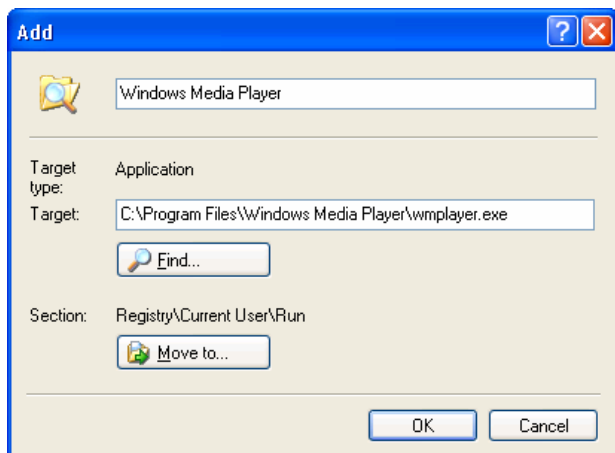 Add
Windows Media Player
Target type:
Application
Target:
C:\Program Files\Windows Media Player\wmplayer.exe
Find...
Section:
Registry\Current User\Run
Move to...
OK
Cancel